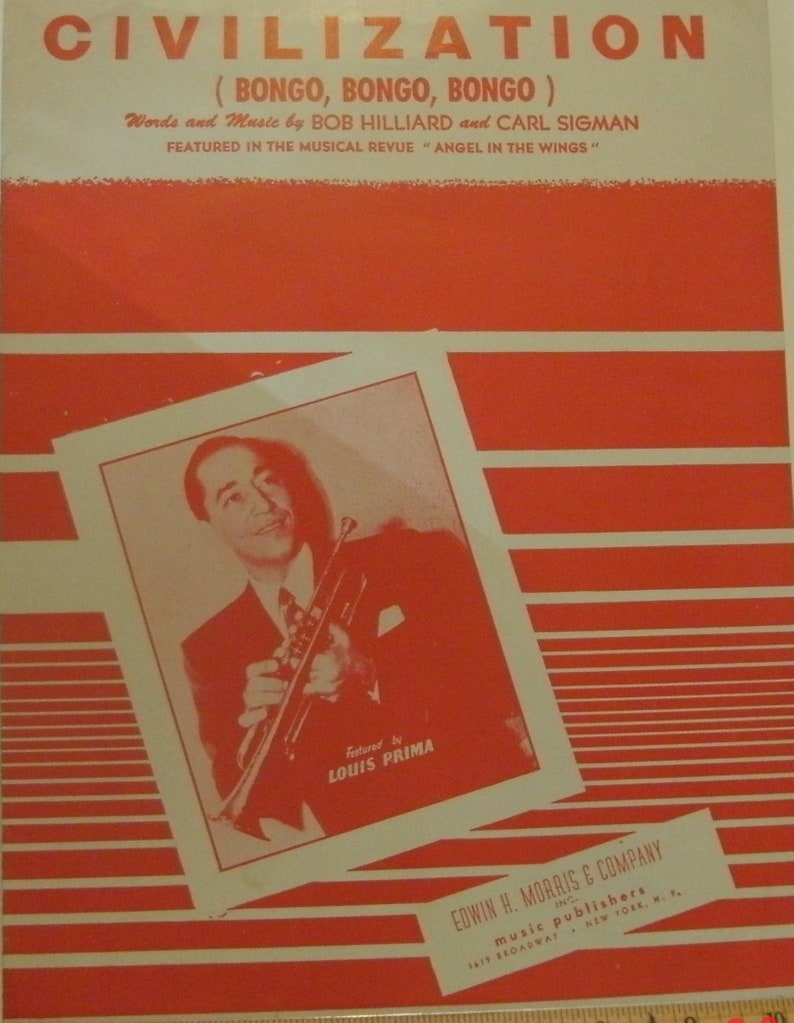 CIVILIZATION
( BONGO, BONGO, BONGO )
Words and Music by BOB HILLIARD and CARL SIGMAN
FEATURED IN THE MUSICAL REVUE "ANGEL IN THE WINGS"
Featured by
LOUIS PRIMA
EDWIN H. MORRIS & COMPANY
INC.
music publishers
1619 BROADWAY • NEW YORK, N. Y.